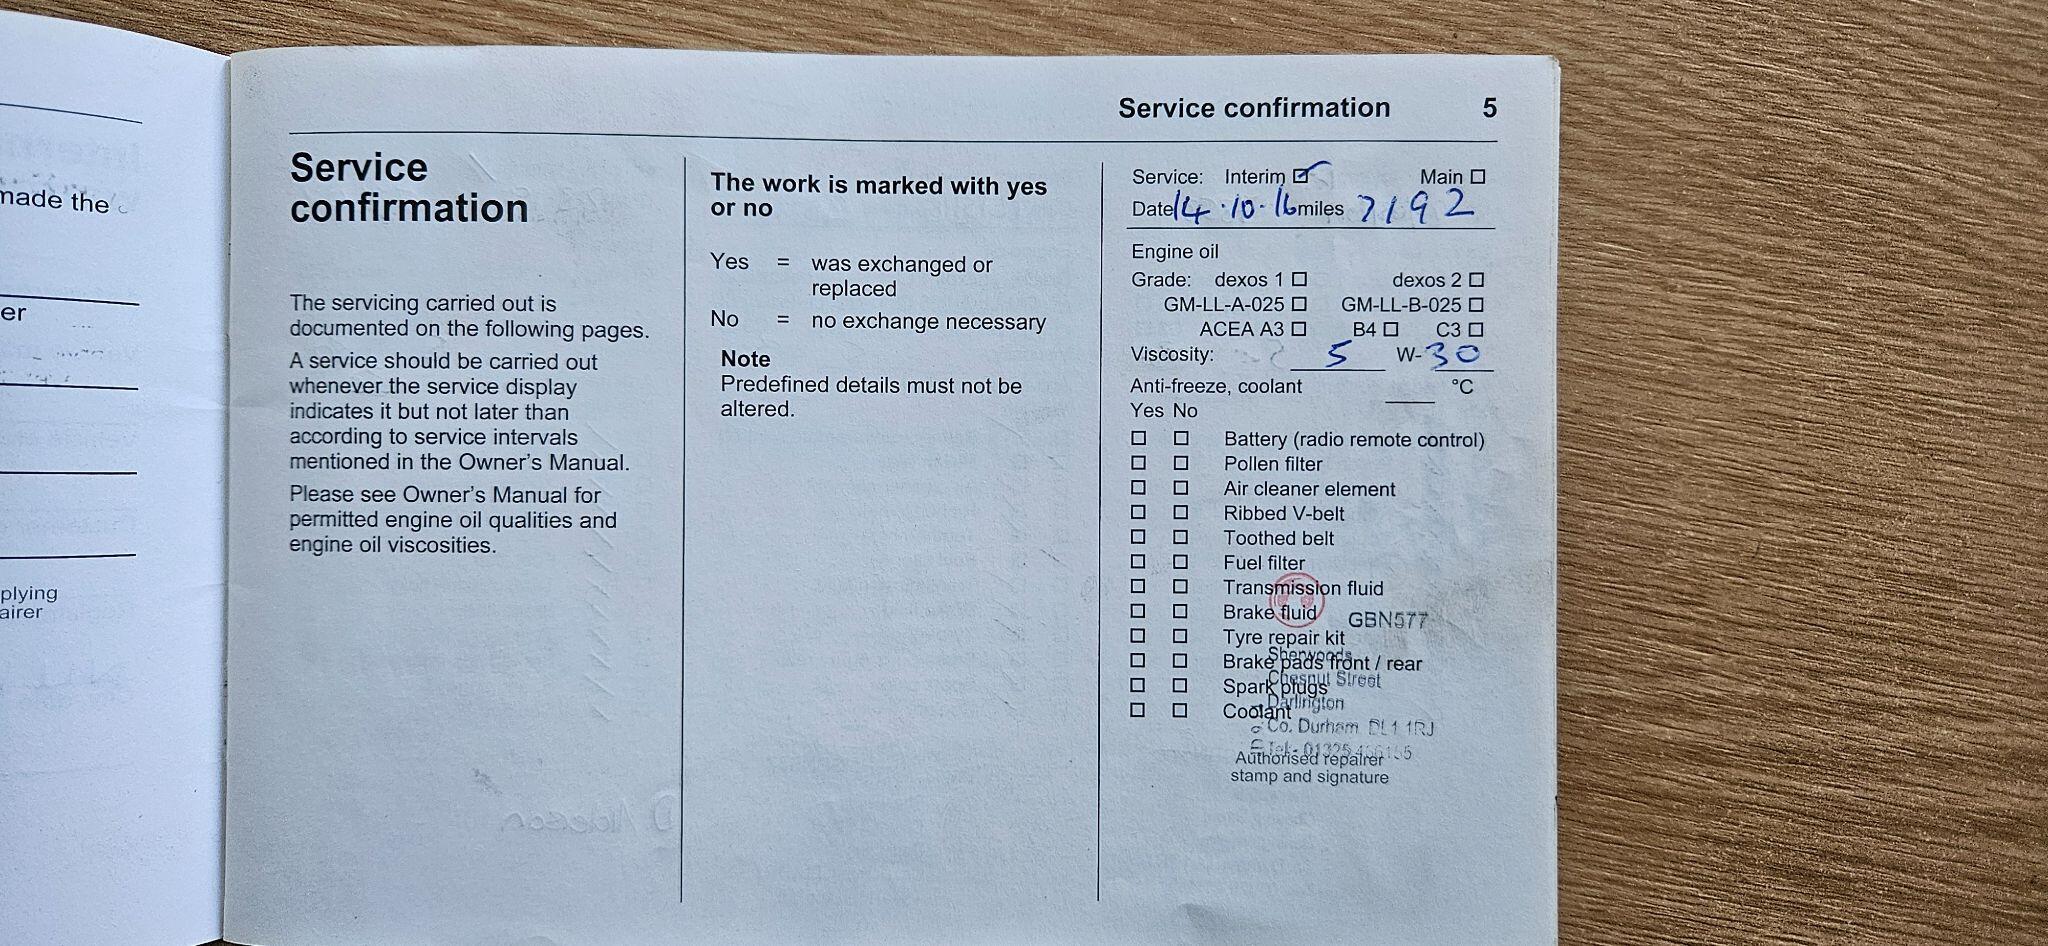 made the
er
plying
airer
Service confirmation 5
Service
confirmation
The servicing carried out is
documented on the following pages.
A service should be carried out
whenever the service display
indicates it but not later than
according to service intervals
mentioned in the Owner's Manual.
Please see Owner's Manual for
permitted engine oil qualities and
engine oil viscosities.
The work is marked with yes
or no
Yes = was exchanged or
replaced
No = no exchange necessary
Note
Predefined details must not be
altered.
Service: Interim ☑ Main ☐
Date 14.10.16 miles 7192
Engine oil
Grade: dexos 1 ☐ dexos 2 ☐
GM-LL-A-025 ☐ GM-LL-B-025 ☐
ACEA A3 ☐ B4 ☐ C3 ☐
Viscosity: 5 W-30
Anti-freeze, coolant °C
Yes No
☐ ☐ Battery (radio remote control)
☐ ☐ Pollen filter
☐ ☐ Air cleaner element
☐ ☐ Ribbed V-belt
☐ ☐ Toothed belt
☐ ☐ Fuel filter
☐ ☐ Transmission fluid
☐ ☐ Brake fluid
GBN577
☐ ☐ Tyre repair kit
Sherwoods
☐ ☐ Brake pads front / rear
Chesnut Street
☐ ☐ Spark plugs
Darlington
☐ ☐ Coolant
Co. Durham DL1 1RJ
Tel:- 01325
Authorised repairer
stamp and signature